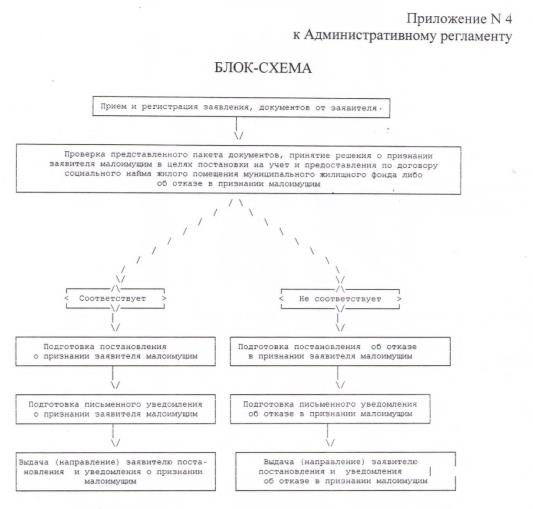 Приложение N 4
к Административному регламенту
БЛОК-СХЕМА
Прием и регистрация заявления, документов от заявителя
Проверка представленного пакета документов, принятие решения о признании
заявителя малоимущим в целях постановки на учет и предоставления по договору
социального найма жилого помещения муниципального жилищного фонда либо
об отказе в признании малоимущим
< Соответствует >
< Не соответствует >
Подготовка постановления
о признании заявителя малоимущим
Подготовка постановления об отказе
в признании заявителя малоимущим
Подготовка письменного уведомления
о признании заявителя малоимущим
Подготовка письменного уведомления
об отказе в признании малоимущим
Выдача (направление) заявителю поста-
новления и уведомления о признании
малоимущим
Выдача (направление) заявителю
постановления и уведомления
об отказе в признании малоимущим